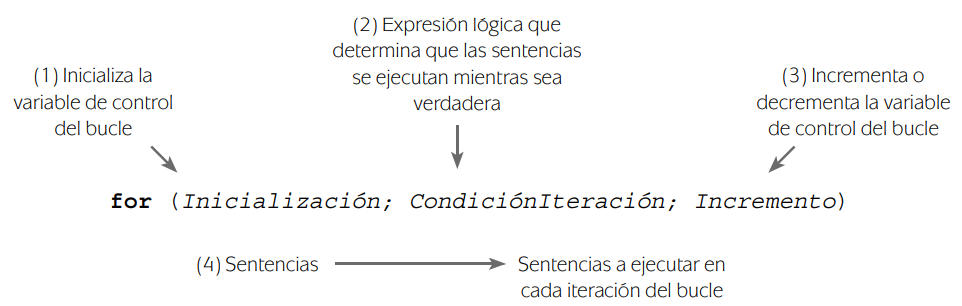 (1) Inicializa la
variable de control
del bucle
(2) Expresión lógica que
determina que las sentencias
se ejecutan mientras sea
verdadera
(3) Incrementa o
decrementa la variable
de control del bucle
for (Inicialización; CondiciónIteración; Incremento)
(4) Sentencias
Sentencias a ejecutar en
cada iteración del bucle